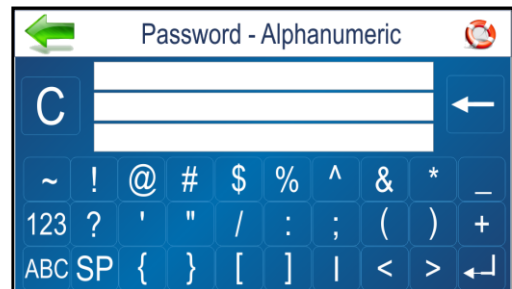 Password - Alphanumeric
C
~ ! @ # $ % ^ & * _
123 ? ' " / : ; ( ) +
ABC SP { } [ ] | < >